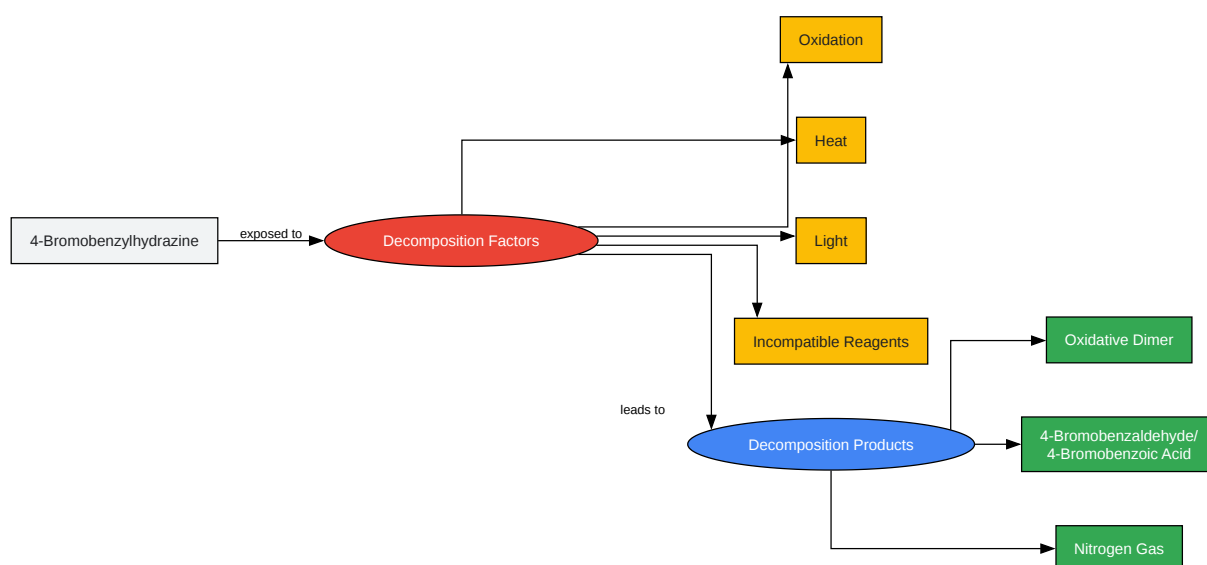 Oxidation
Heat
4-Bromobenzylhydrazine
exposed to
Decomposition Factors
Light
Incompatible Reagents
Oxidative Dimer
leads to
Decomposition Products
4-Bromobenzaldehyde/
4-Bromobenzoic Acid
Nitrogen Gas